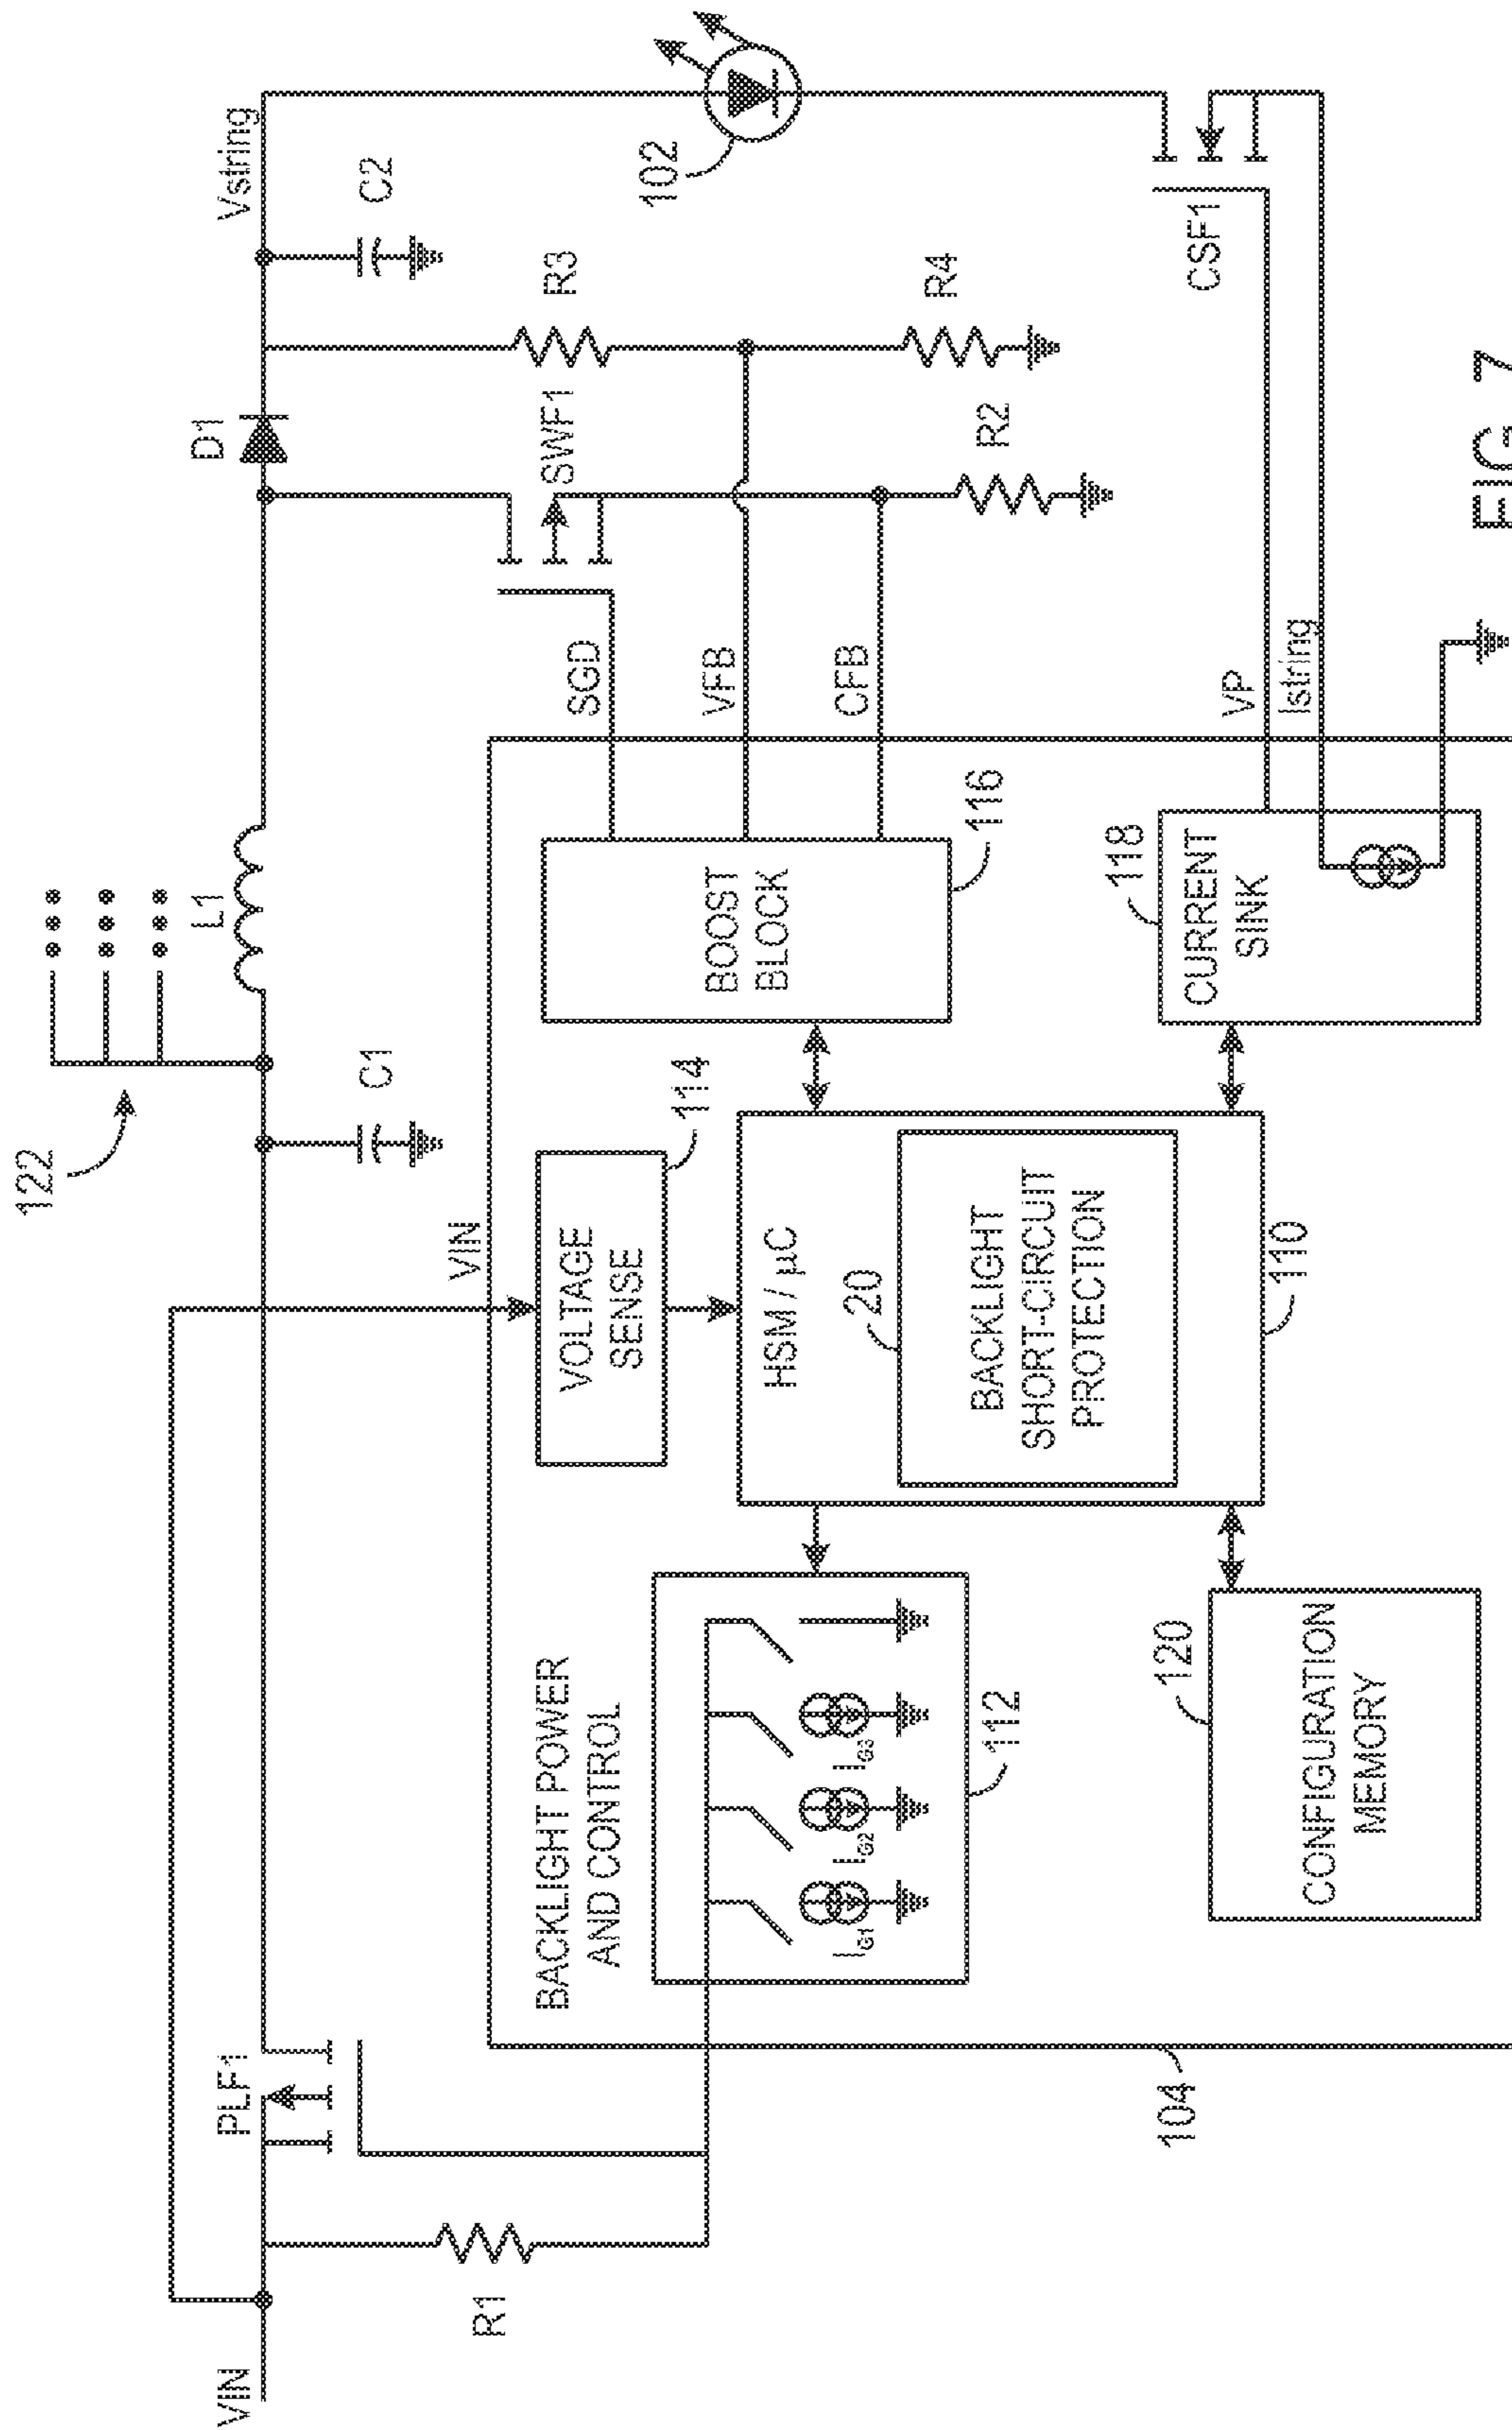 122
VIN
PLF1
C1
L1
D1
Vstring
C2
R1
VIN
SGD
SWF1
R3
VFB
CFB
R2
R4
102
BACKLIGHT POWER
AND CONTROL
IG1
IG2
IG3
112
VOLTAGE
SENSE
114
BOOST
BLOCK
116
HSM / µC
20
BACKLIGHT
SHORT-CIRCUIT
PROTECTION
110
120
CONFIGURATION
MEMORY
118
CURRENT
SINK
VP
Istring
CSF1
104
FIG 7